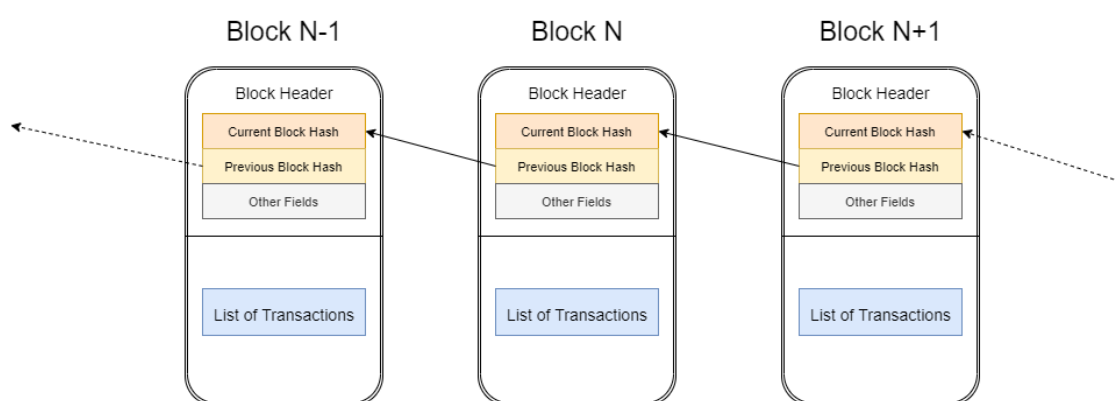 Block N-1
Block Header
Current Block Hash
Previous Block Hash
Other Fields
List of Transactions
Block N
Block Header
Current Block Hash
Previous Block Hash
Other Fields
List of Transactions
Block N+1
Block Header
Current Block Hash
Previous Block Hash
Other Fields
List of Transactions